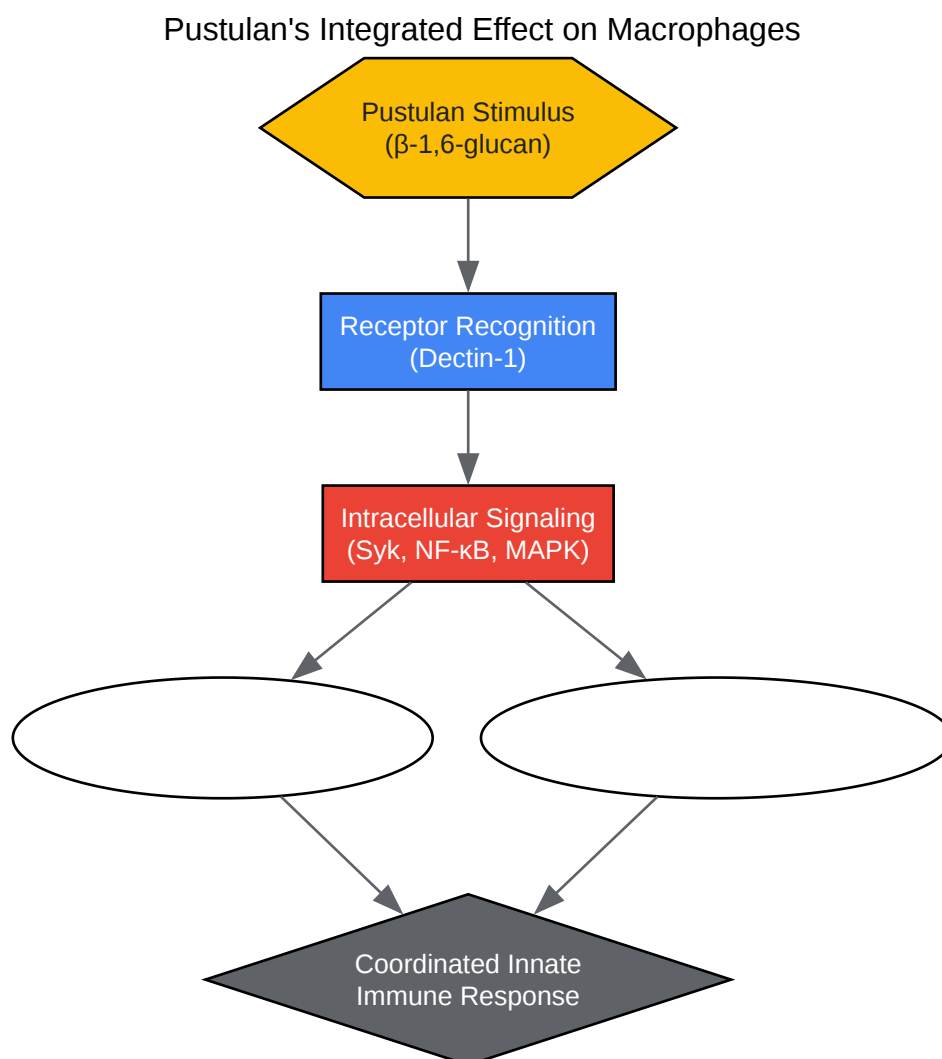 Pustulan's Integrated Effect on Macrophages
Pustulan Stimulus
(β-1,6-glucan)
Receptor Recognition
(Dectin-1)
Intracellular Signaling
(Syk, NF-κB, MAPK)
Coordinated Innate
Immune Response